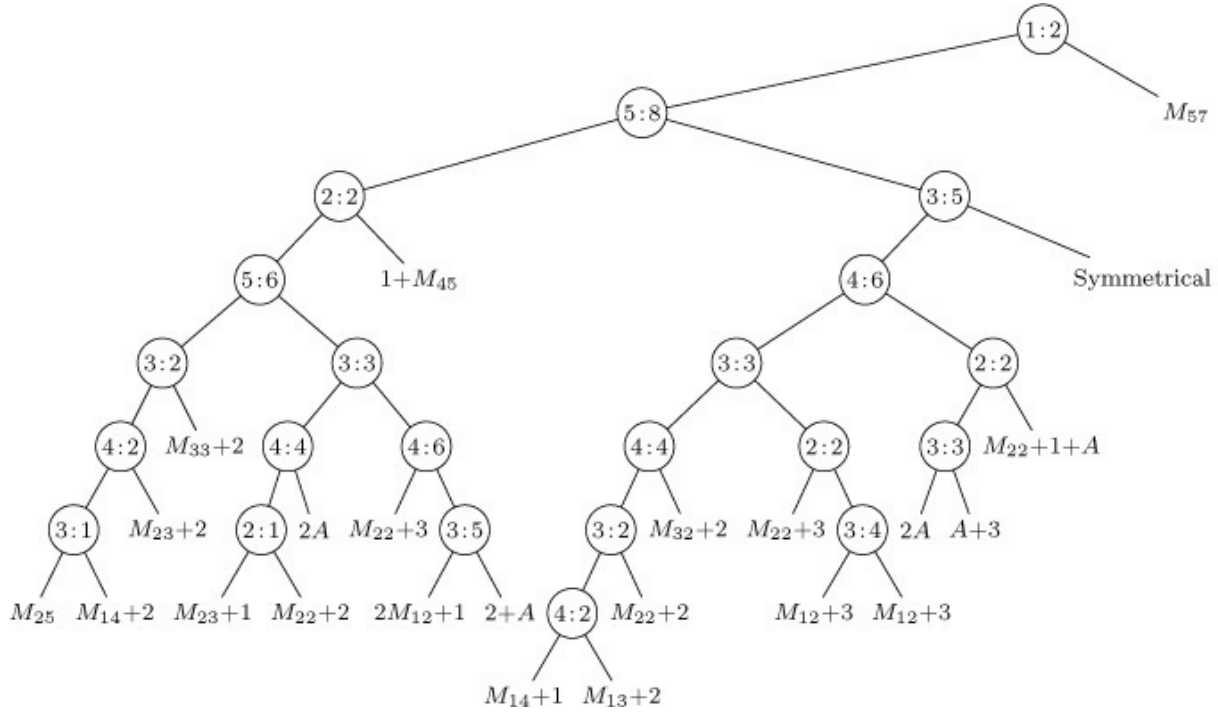 1:2
M₅₇
5:8
2:2
3:5
5:6
1+M₄₅
4:6
Symmetrical
3:2
3:3
3:3
2:2
4:2
M₃₃+2
4:4
4:6
4:4
2:2
3:3
M₂₂+1+A
3:1
M₂₃+2
2:1
2A
M₂₂+3
3:5
3:2
M₃₂+2
M₂₂+3
3:4
2A
A+3
M₂₅
M₁₄+2
M₂₃+1
M₂₂+2
2M₁₂+1
2+A
4:2
M₂₂+2
M₁₂+3
M₁₂+3
M₁₄+1
M₁₃+2